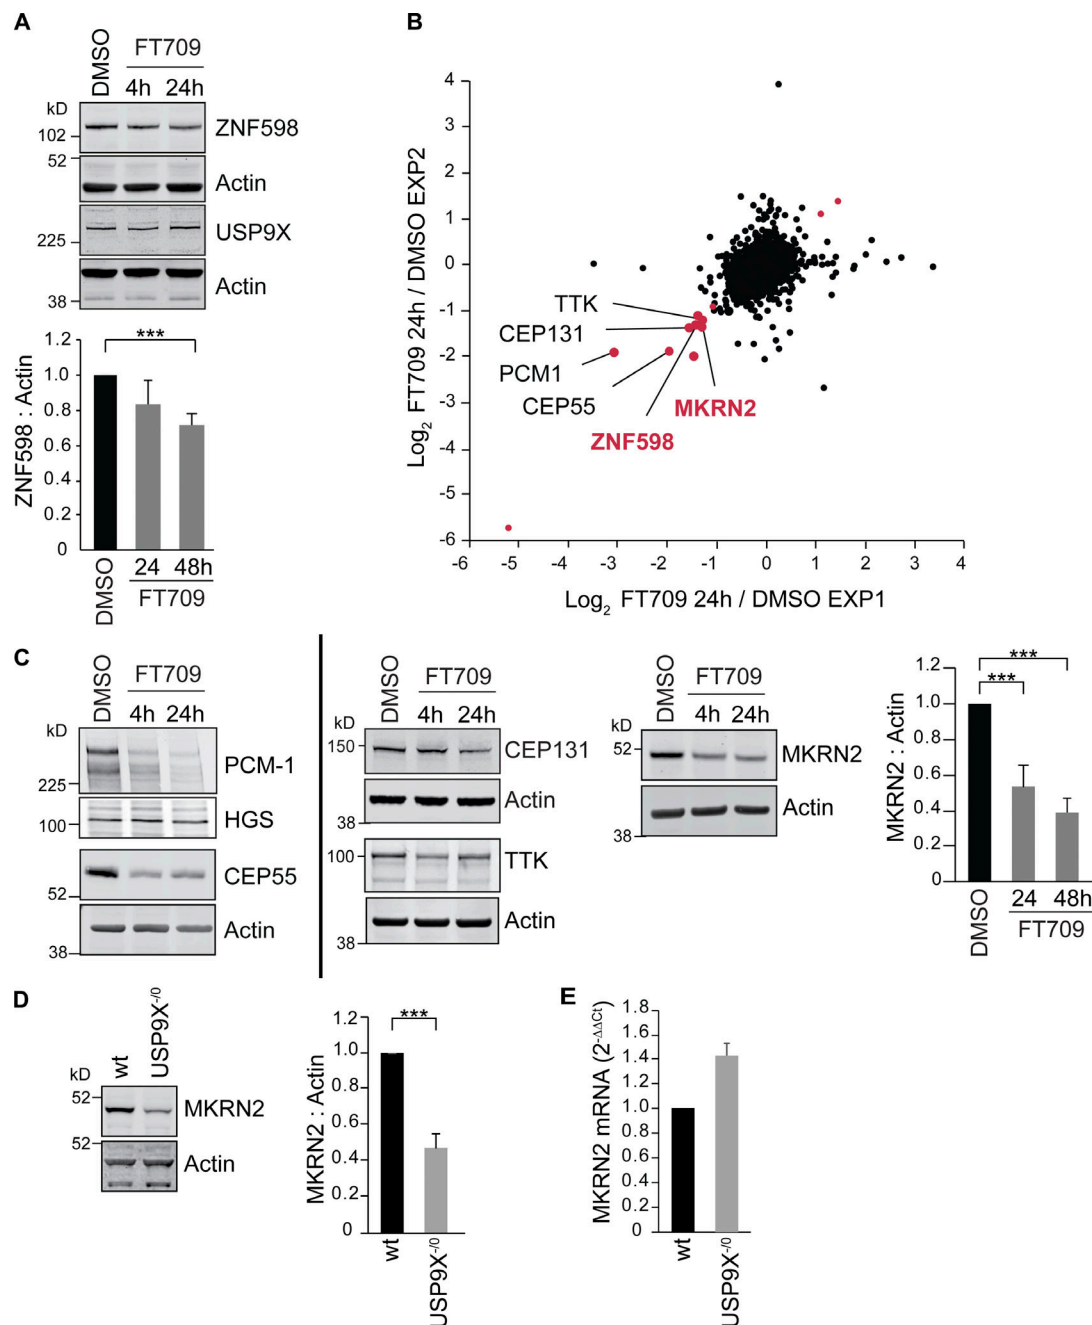 A
DMSO
FT709
4h 24h
kD
102
ZNF598
52
Actin
USP9X
225
Actin
38
***
1.2
1.0
0.8
0.6
0.4
0.2
0
ZNF598 : Actin
DMSO
24 48h
FT709
B
4
3
2
1
0
-1
-2
-3
-4
-5
-6
Log2 FT709 24h / DMSO EXP2
TTK
CEP131
PCM1
CEP55
MKRN2
ZNF598
-6 -5 -4 -3 -2 -1 0 1 2 3 4
Log2 FT709 24h / DMSO EXP1
C
DMSO
FT709
4h 24h
kD
PCM-1
225
HGS
100
CEP55
52
Actin
38
DMSO
FT709
4h 24h
kD
150
CEP131
Actin
38
100
TTK
Actin
38
DMSO
FT709
4h 24h
kD
52
MKRN2
Actin
38
***
***
1.2
1.0
0.8
0.6
0.4
0.2
0
MKRN2 : Actin
DMSO
24 48h
FT709
D
wt
USP9X-/0
kD
52
MKRN2
52
Actin
***
1.2
1.0
0.8
0.6
0.4
0.2
0
MKRN2 : Actin
wt
USP9X-/0
E
1.8
1.6
1.4
1.2
1.0
0.8
0.6
0.4
0.2
0
MKRN2 mRNA (2-ΔΔCt)
wt
USP9X-/0